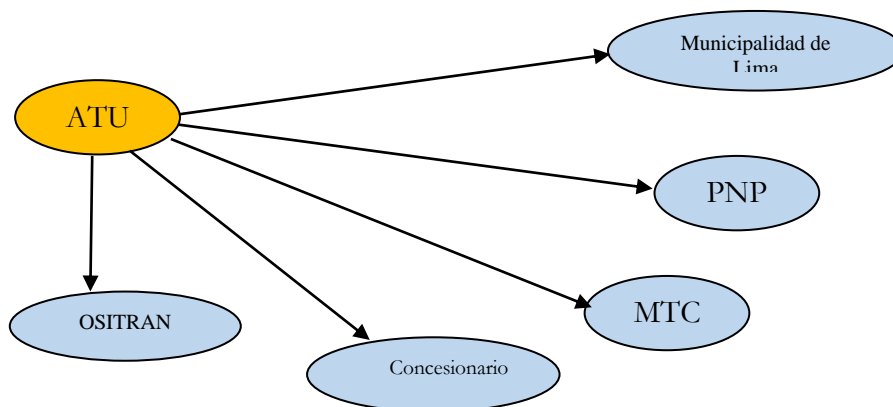 Municipalidad de
Lima
ATU
PNP
MTC
OSITRAN
Concesionario